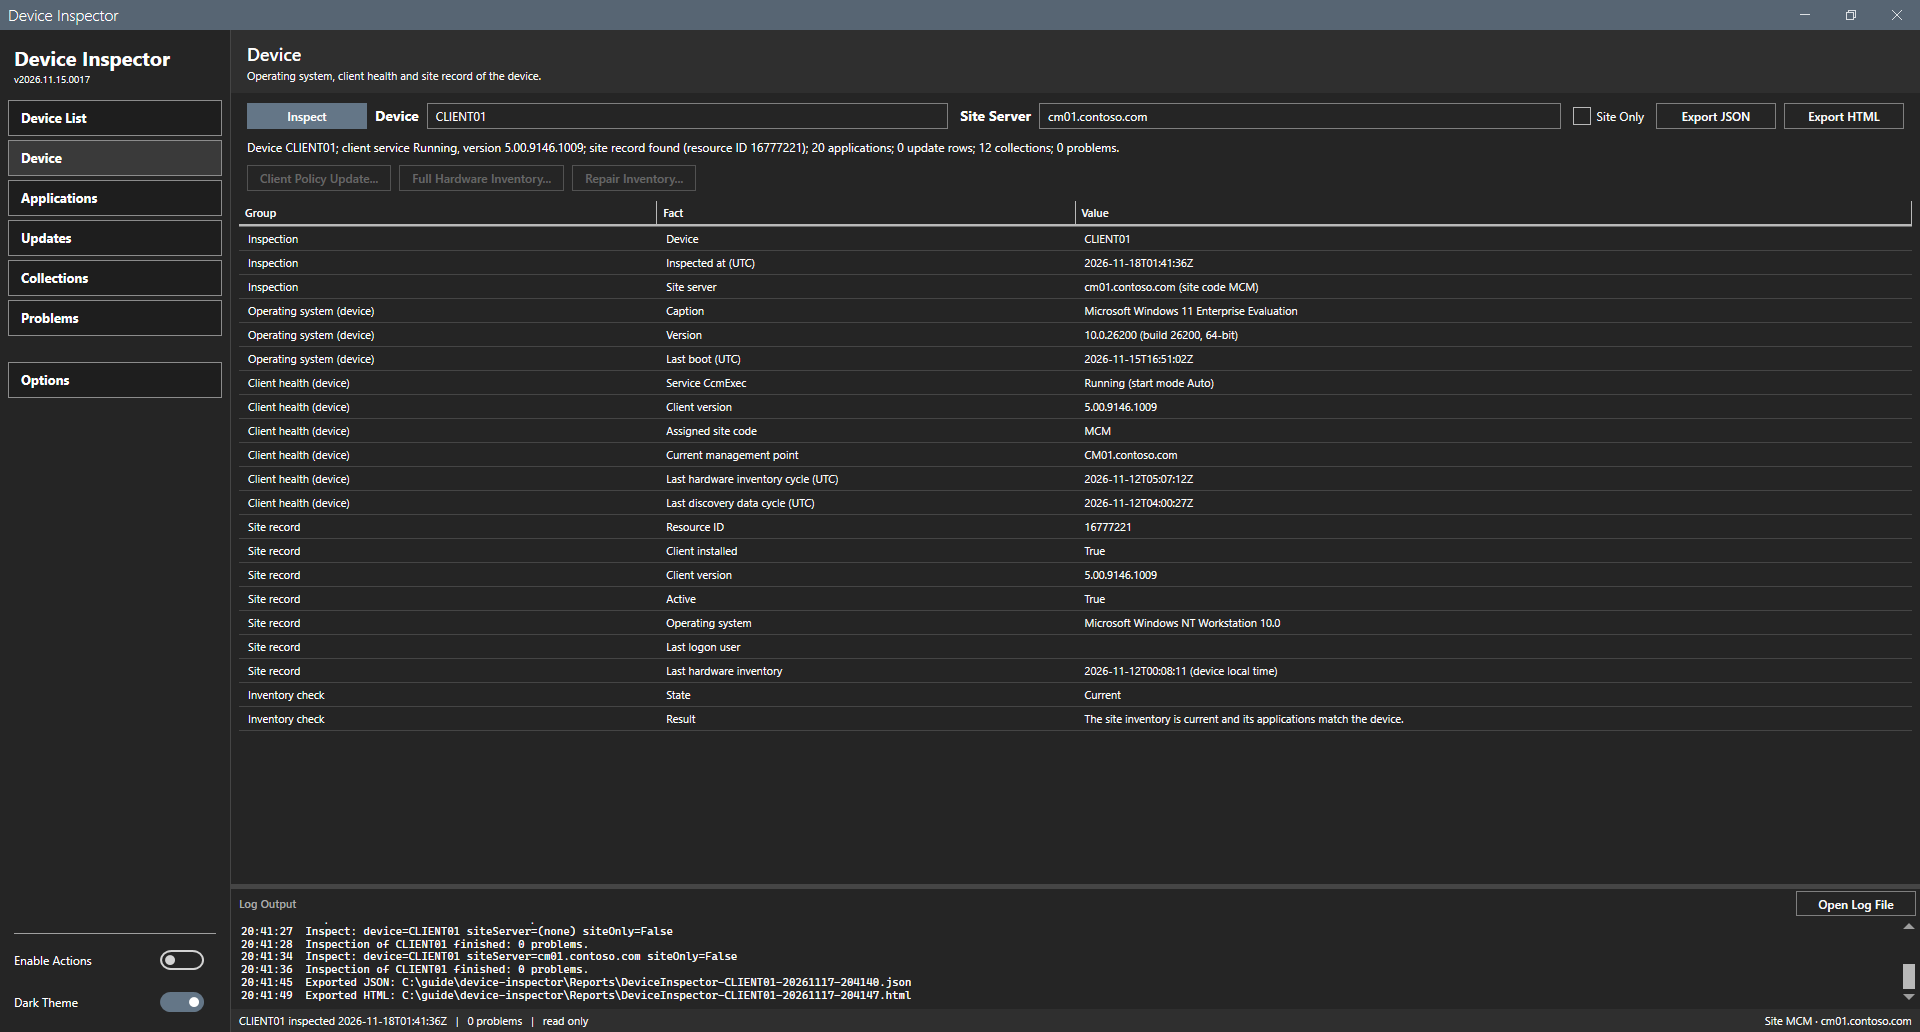 Device Inspector
Device Inspector
v2026.11.15.0017
Device List
Device
Applications
Updates
Collections
Problems
Options
Enable Actions
Dark Theme
Device
Operating system, client health and site record of the device.
Inspect Device CLIENT01 Site Server cm01.contoso.com Site Only Export JSON Export HTML
Device CLIENT01; client service Running, version 5.00.9146.1009; site record found (resource ID 16777221); 20 applications; 0 update rows; 12 collections; 0 problems.
Client Policy Update... Full Hardware Inventory... Repair Inventory...
Group Fact Value
Inspection Device CLIENT01
Inspection Inspected at (UTC) 2026-11-18T01:41:36Z
Inspection Site server cm01.contoso.com (site code MCM)
Operating system (device) Caption Microsoft Windows 11 Enterprise Evaluation
Operating system (device) Version 10.0.26200 (build 26200, 64-bit)
Operating system (device) Last boot (UTC) 2026-11-15T16:51:02Z
Client health (device) Service CcmExec Running (start mode Auto)
Client health (device) Client version 5.00.9146.1009
Client health (device) Assigned site code MCM
Client health (device) Current management point CM01.contoso.com
Client health (device) Last hardware inventory cycle (UTC) 2026-11-12T05:07:12Z
Client health (device) Last discovery data cycle (UTC) 2026-11-12T04:00:27Z
Site record Resource ID 16777221
Site record Client installed True
Site record Client version 5.00.9146.1009
Site record Active True
Site record Operating system Microsoft Windows NT Workstation 10.0
Site record Last logon user
Site record Last hardware inventory 2026-11-12T00:08:11 (device local time)
Inventory check State Current
Inventory check Result The site inventory is current and its applications match the device.
Log Output Open Log File
20:41:27 Inspect: device=CLIENT01 siteServer=(none) siteOnly=False
20:41:28 Inspection of CLIENT01 finished: 0 problems.
20:41:34 Inspect: device=CLIENT01 siteServer=cm01.contoso.com siteOnly=False
20:41:36 Inspection of CLIENT01 finished: 0 problems.
20:41:45 Exported JSON: C:\guide\device-inspector\Reports\DeviceInspector-CLIENT01-20261117-204140.json
20:41:49 Exported HTML: C:\guide\device-inspector\Reports\DeviceInspector-CLIENT01-20261117-204147.html
CLIENT01 inspected 2026-11-18T01:41:36Z | 0 problems | read only Site MCM · cm01.contoso.com